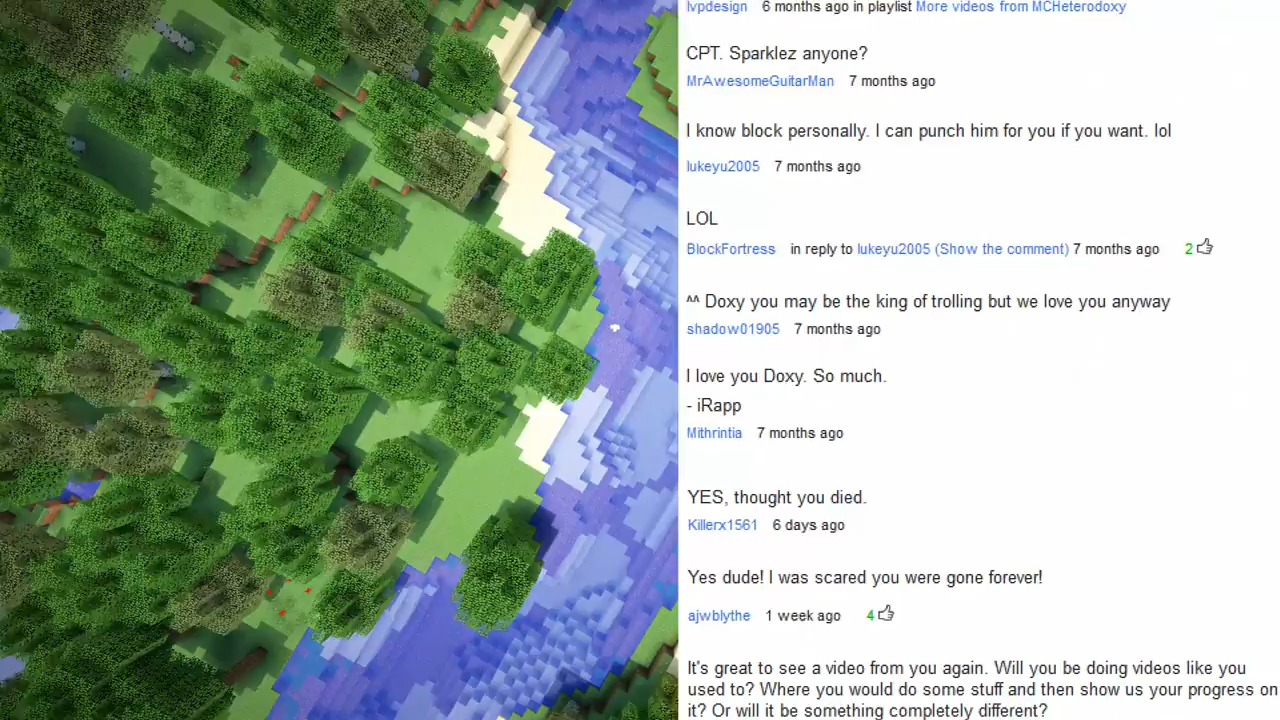 lvpdesign 6 months ago in playlist More videos from MCHeterodoxy
CPT. Sparklez anyone?
MrAwesomeGuitarMan 7 months ago
I know block personally. I can punch him for you if you want. lol
lukeyu2005 7 months ago
LOL
BlockFortress in reply to lukeyu2005 (Show the comment) 7 months ago 2
^^ Doxy you may be the king of trolling but we love you anyway
shadow01905 7 months ago
I love you Doxy. So much.
- iRapp
Mithrintia 7 months ago
YES, thought you died.
Killerx1561 6 days ago
Yes dude! I was scared you were gone forever!
ajwblythe 1 week ago 4
It's great to see a video from you again. Will you be doing videos like you
used to? Where you would do some stuff and then show us your progress on
it? Or will it be something completely different?